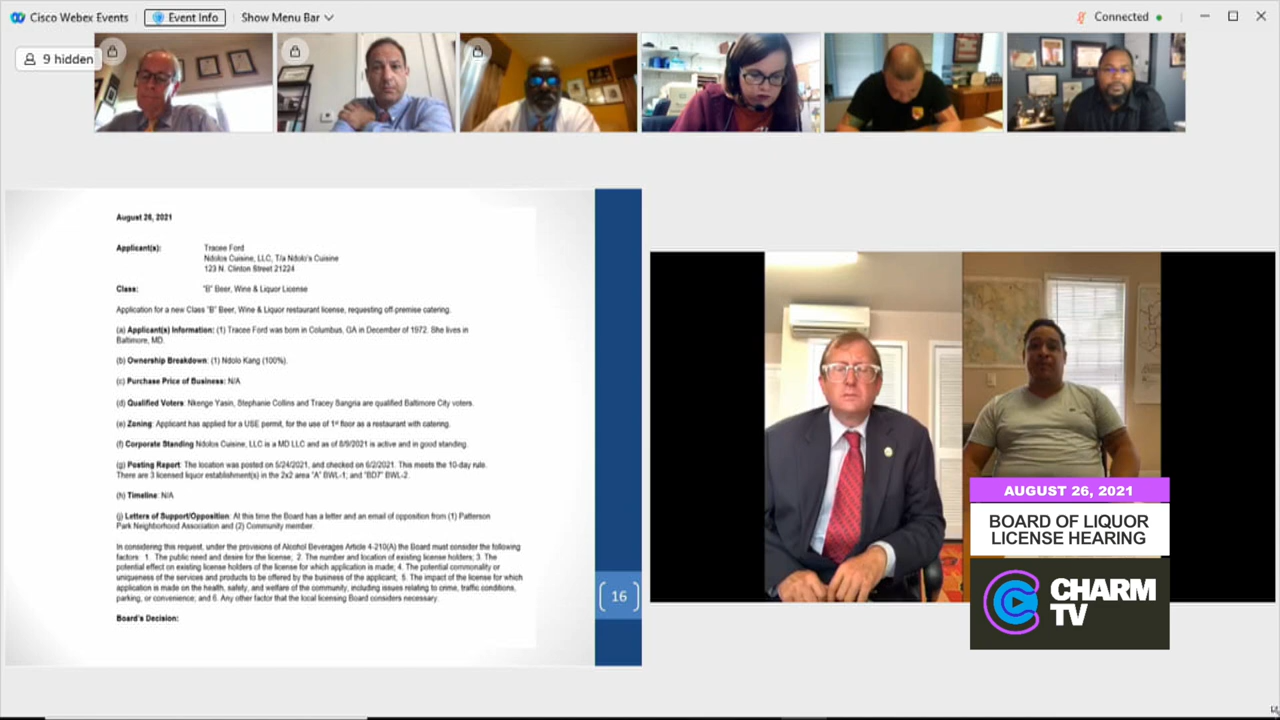 Cisco Webex Events
Event Info
Show Menu Bar
Connected
9 hidden
August 26, 2021
Applicant(s): Tracee Ford
Ndolos Cuisine, LLC, T/a Ndolo's Cuisine
123 N. Clinton Street 21224
Class: "B" Beer, Wine & Liquor License
Application for a new Class "B" Beer, Wine & Liquor restaurant license, requesting off-premise catering.
(a) Applicant(s) Information: (1) Tracee Ford was born in Columbus, GA in December of 1972. She lives in
Baltimore, MD.
(b) Ownership Breakdown: (1) Ndolo Kang (100%).
(c) Purchase Price of Business: N/A
(d) Qualified Voters: Nkenge Yasin, Stephanie Collins and Tracey Sangria are qualified Baltimore City voters.
(e) Zoning: Applicant has applied for a USE permit, for the use of 1st floor as a restaurant with catering.
(f) Corporate Standing Ndolos Cuisine, LLC is a MD LLC and as of 8/9/2021 is active and in good standing.
(g) Posting Report: The location was posted on 5/24/2021, and checked on 6/2/2021. This meets the 10-day rule.
There are 3 licensed liquor establishment(s) in the 2x2 area "A" BWL-1; and "BD7" BWL-2.
(h) Timeline: N/A
(j) Letters of Support/Opposition: At this time the Board has a letter and an email of opposition from (1) Patterson
Park Neighborhood Association and (2) Community member.
In considering this request, under the provisions of Alcohol Beverages Article 4-210(A) the Board must consider the following
factors: 1. The public need and desire for the license; 2. The number and location of existing license holders; 3. The
potential effect on existing license holders of the license for which application is made; 4. The potential commonality or
uniqueness of the services and products to be offered by the business of the applicant; 5. The impact of the license for which
application is made on the health, safety, and welfare of the community, including issues relating to crime, traffic conditions,
parking, or convenience; and 6. Any other factor that the local licensing Board considers necessary.
Board's Decision:
16
AUGUST 26, 2021
BOARD OF LIQUOR
LICENSE HEARING
CHARM
TV